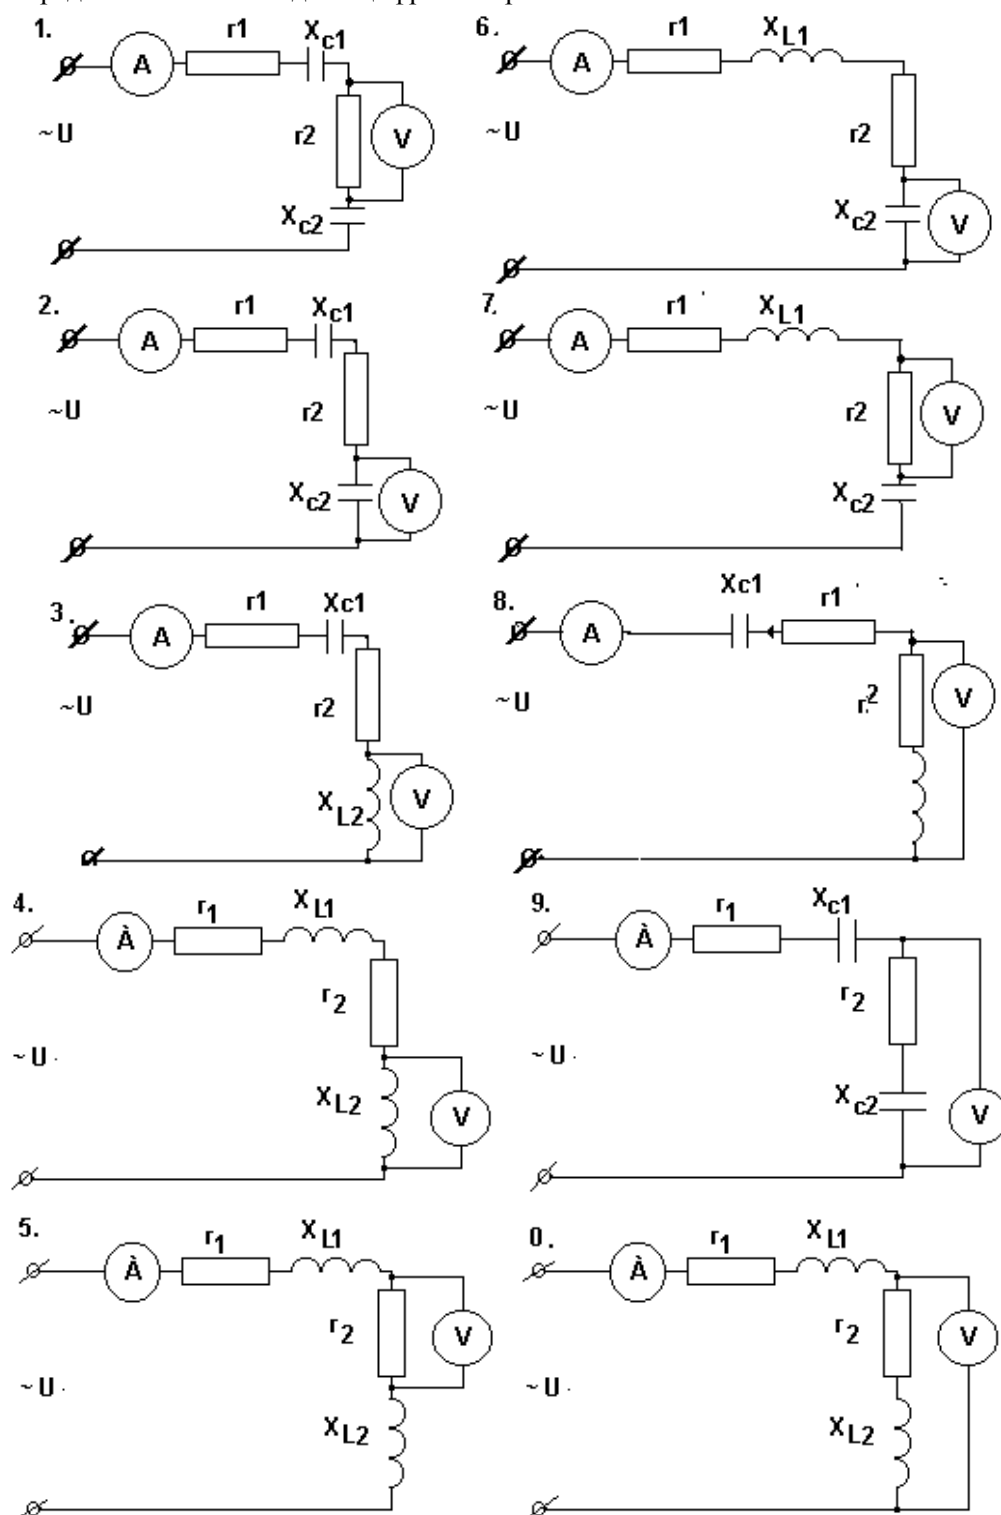 1. r1 Xc1
A
r2 V
~U
Xc2
6. r1 XL1
A
r2
~U
Xc2 V
2. r1 Xc1
A
r2
~U
Xc2 V
7. r1 XL1
A
r2 V
~U
Xc2
3. r1 Xc1
A
r2
~U
XL2 V
8. Xc1 r1
A
r2 V
~U
4. r1 XL1
À
r2
~U
XL2 V
9. r1 Xc1
À
r2
~U
Xc2 V
5. r1 XL1
À
r2 V
~U
XL2
0. r1 XL1
À
r2 V
~U
XL2